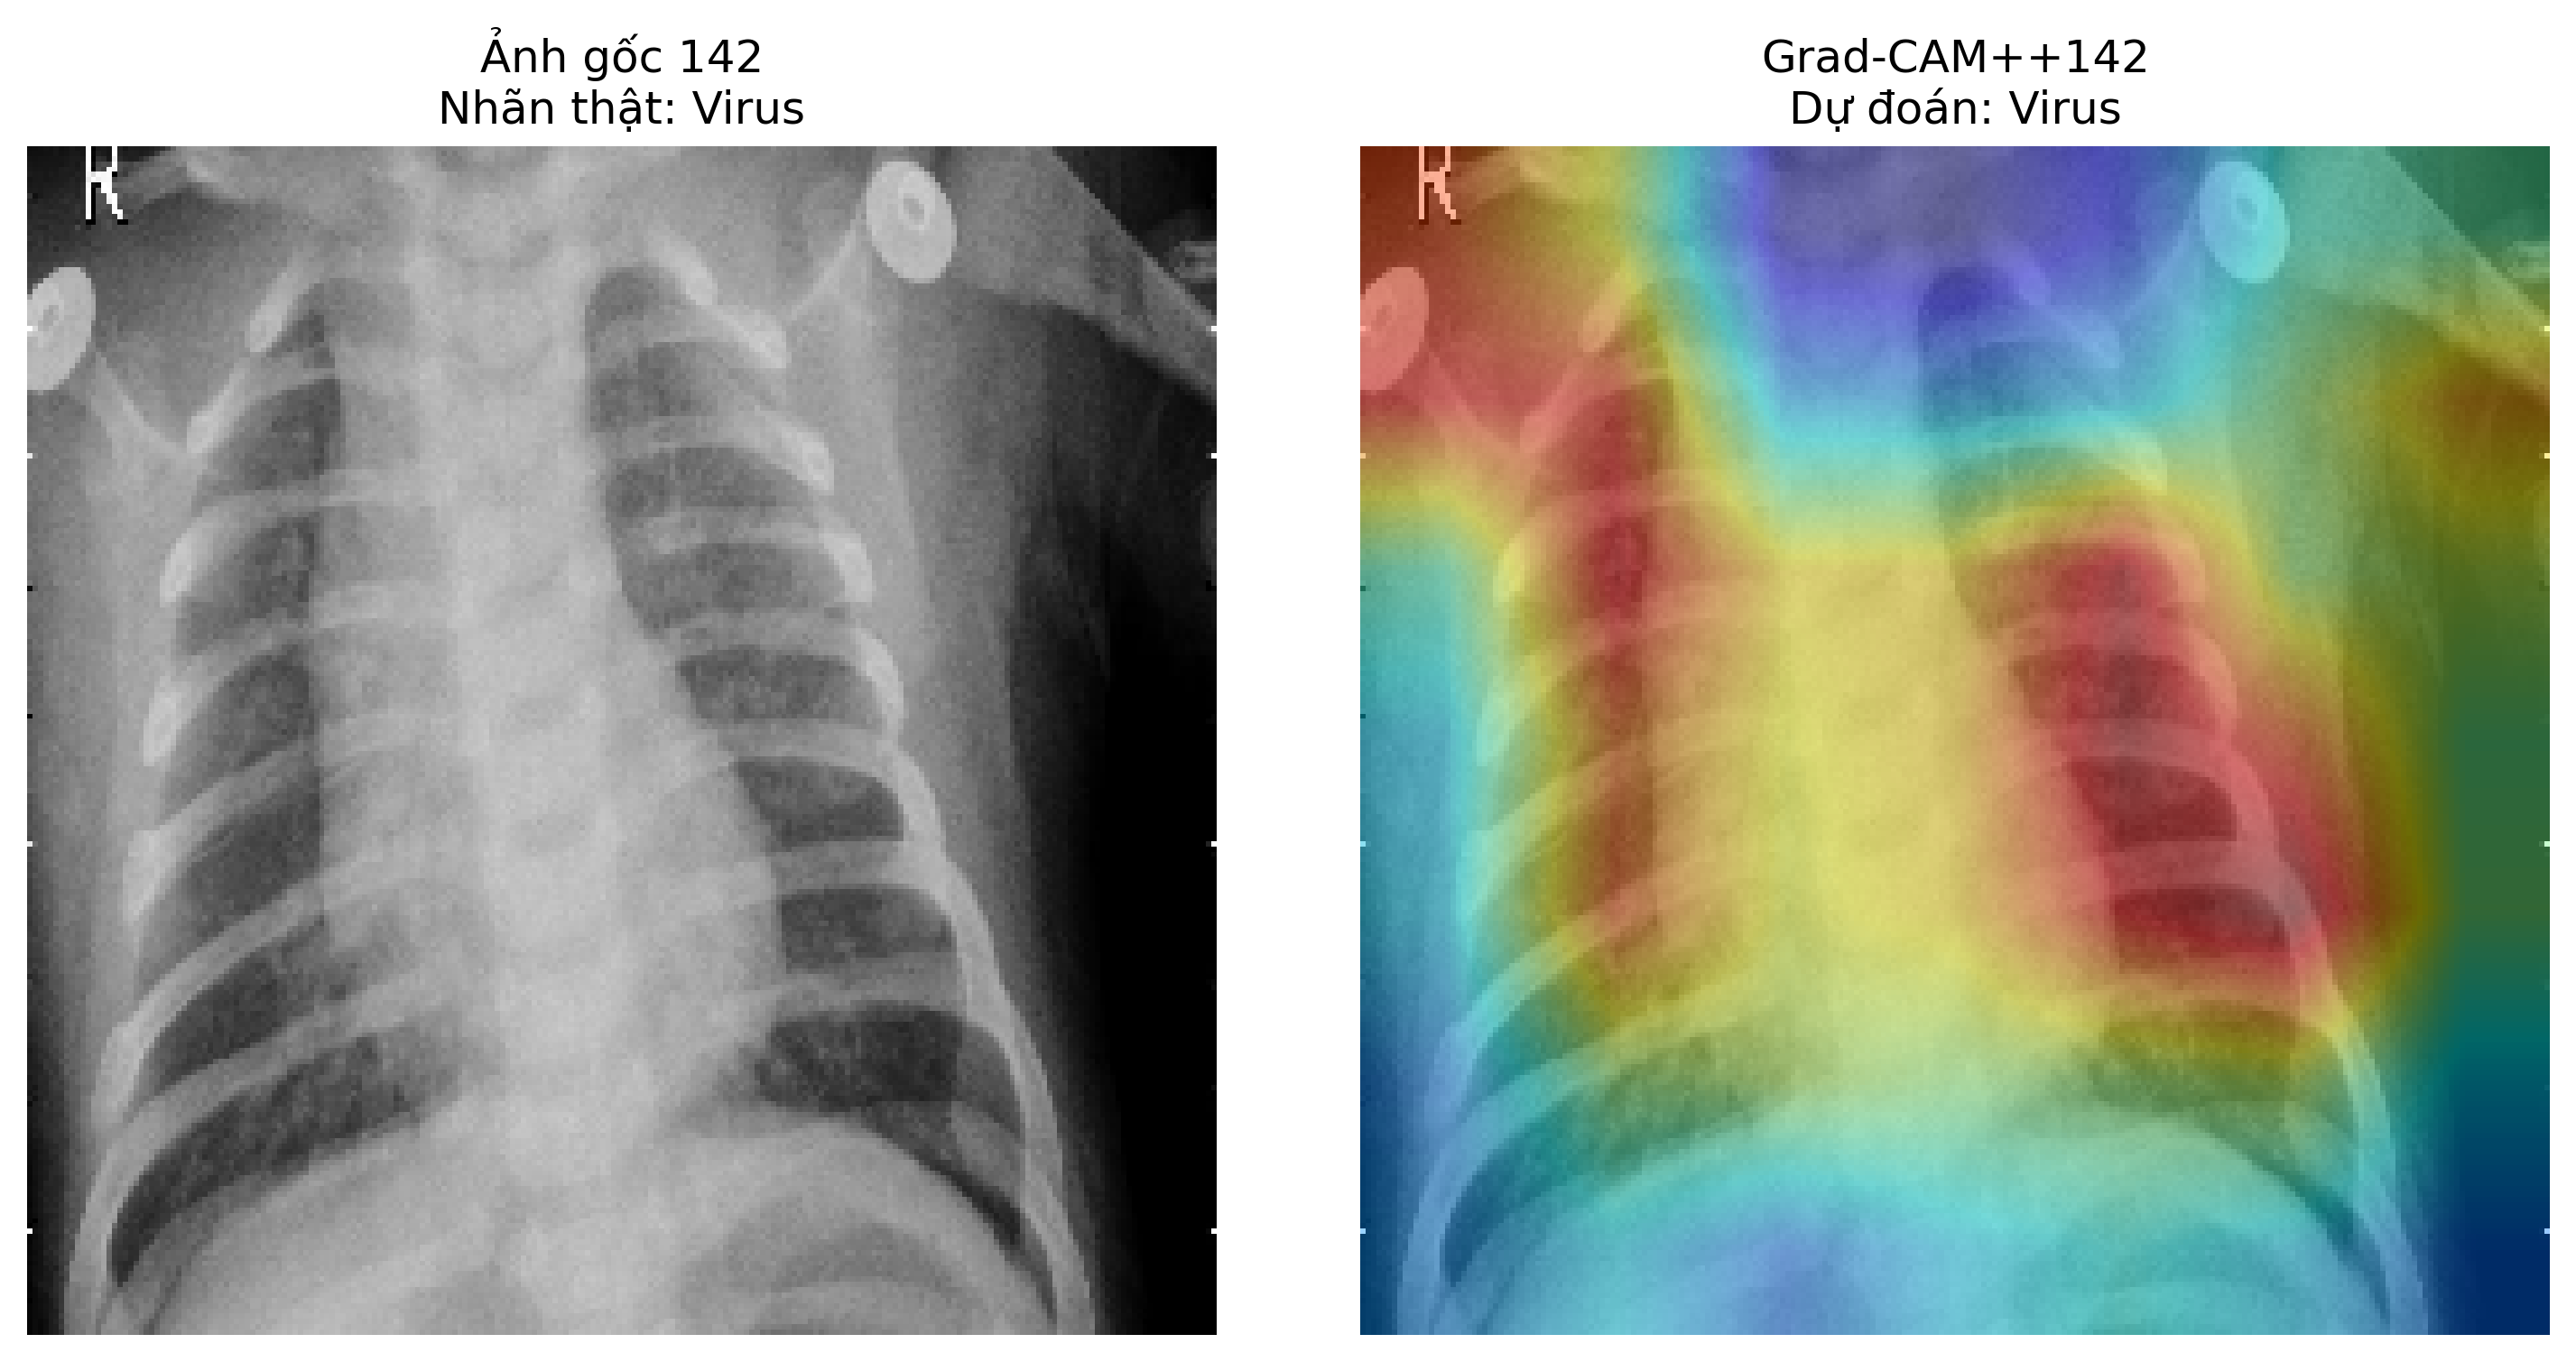 Ảnh gốc 142
Nhãn thật: Virus
Grad-CAM++142
Dự đoán: Virus
R
R